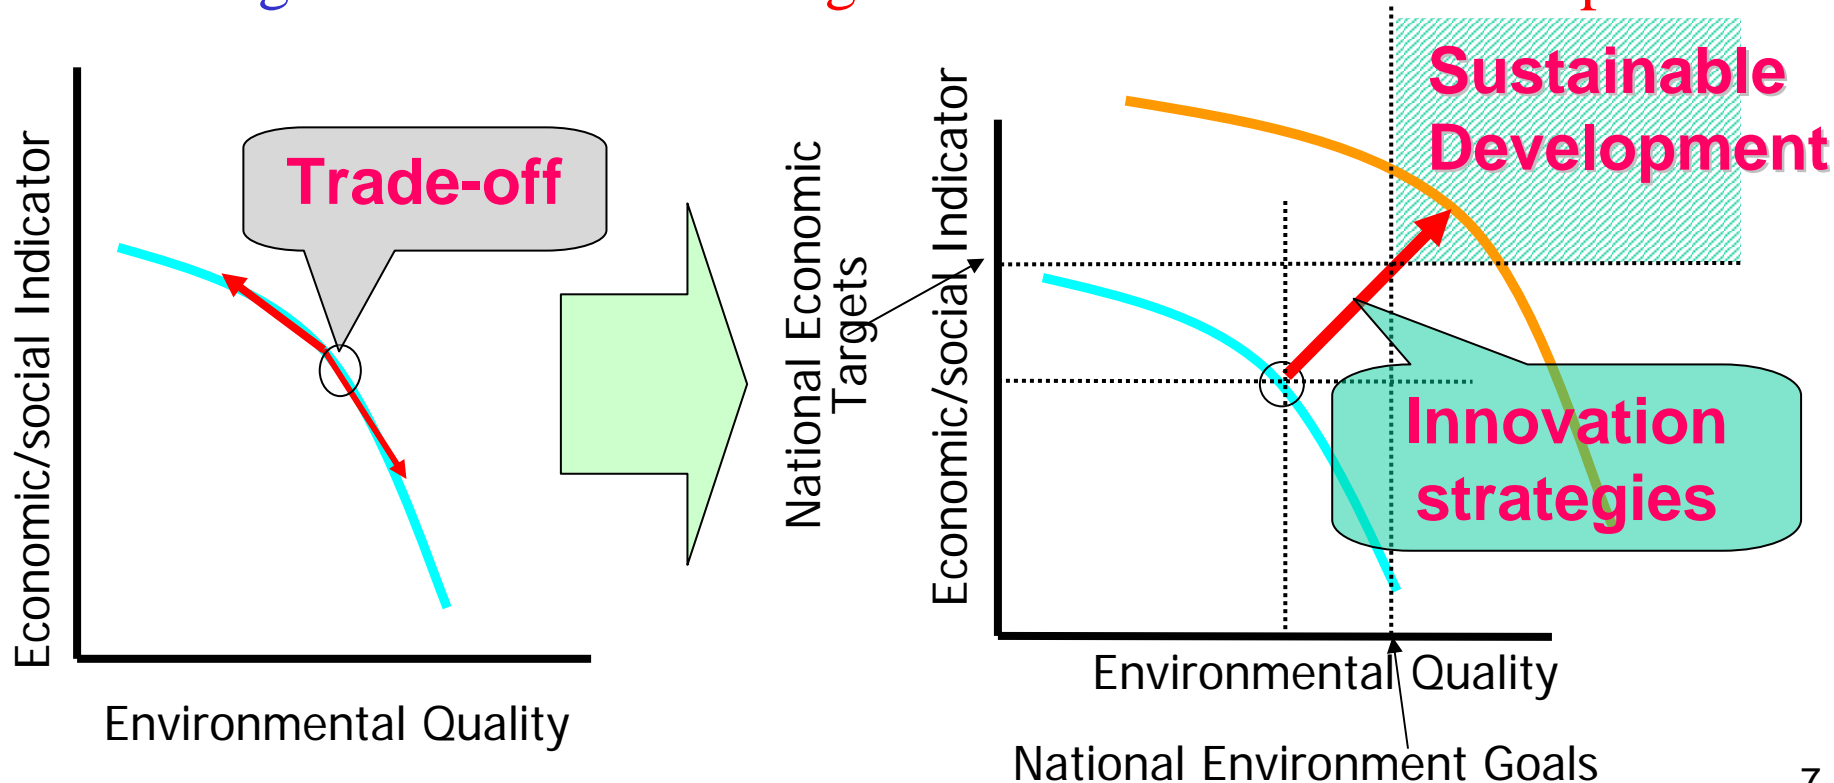 Economic/social Indicator
Trade-off
Environmental Quality
National Economic
Targets
Economic/social Indicator
Sustainable
Development
Innovation
strategies
Environmental Quality
National Environment Goals